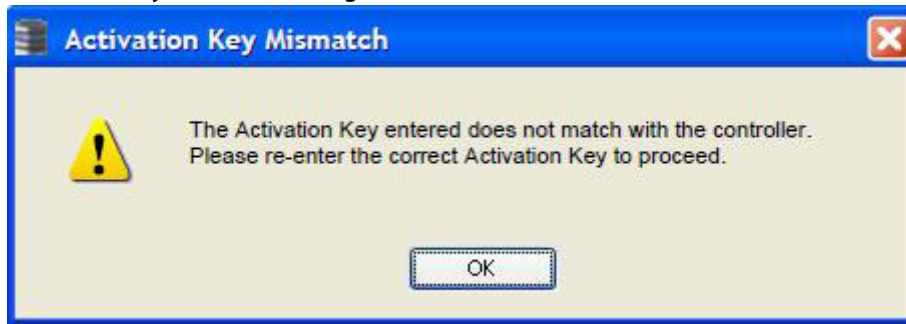 Activation Key Mismatch
The Activation Key entered does not match with the controller.
Please re-enter the correct Activation Key to proceed.
OK